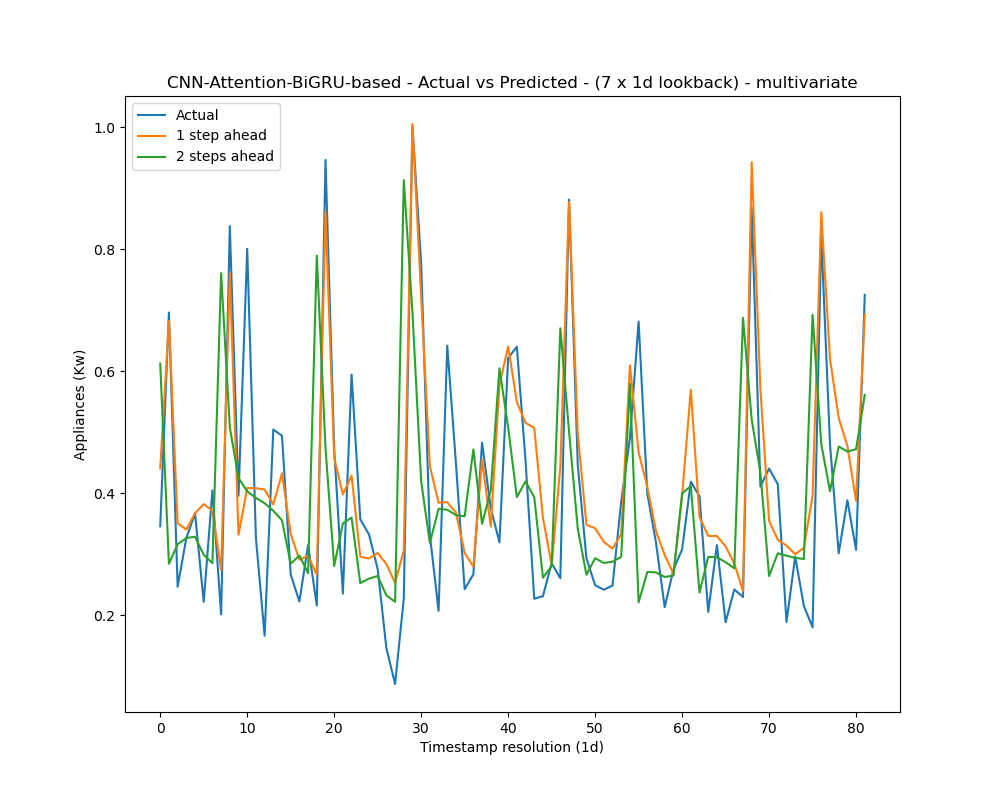 CNN-Attention-BiGRU-based - Actual vs Predicted - (7 x 1d lookback) - multivariate
Actual
1 step ahead
2 steps ahead
1.0
0.8
0.6
0.4
0.2
Appliances (Kw)
0 10 20 30 40 50 60 70 80
Timestamp resolution (1d)